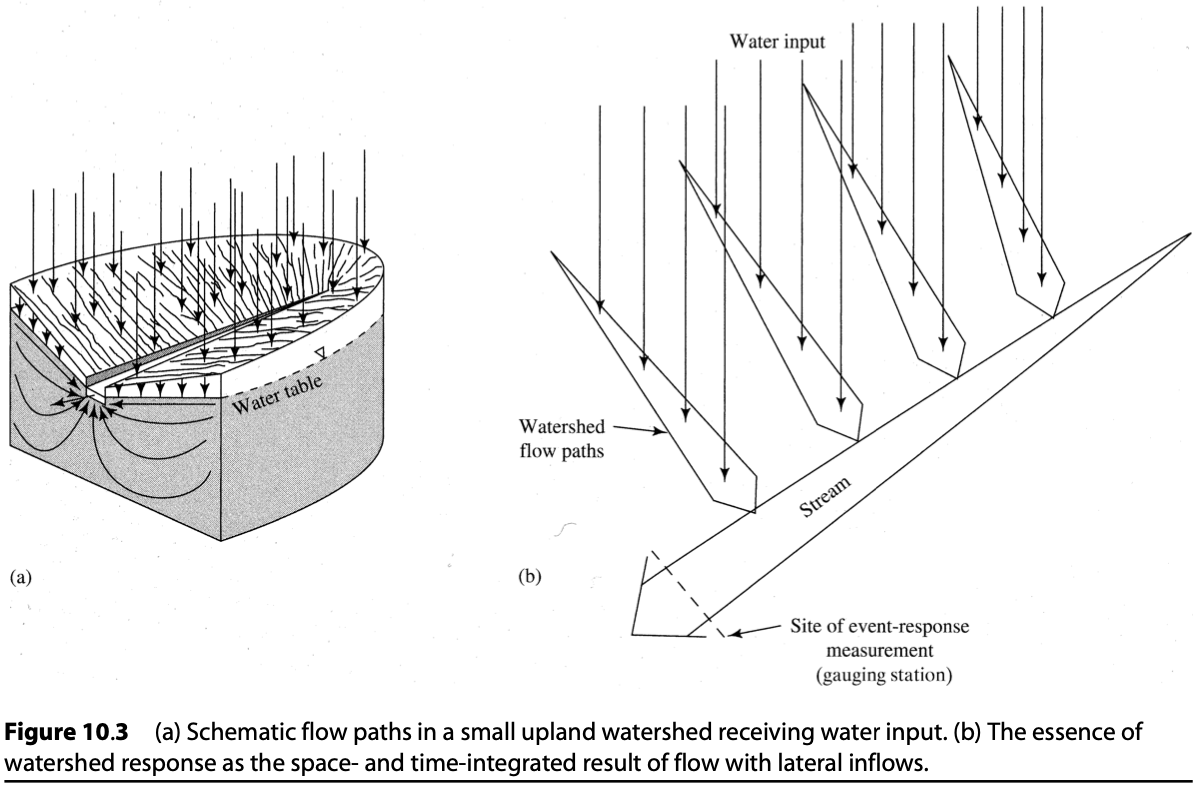 Water input
Water table
Watershed
flow paths
Stream
(a)
(b)
Site of event-response
measurement
(gauging station)
Figure 10.3 (a) Schematic flow paths in a small upland watershed receiving water input. (b) The essence of
watershed response as the space- and time-integrated result of flow with lateral inflows.